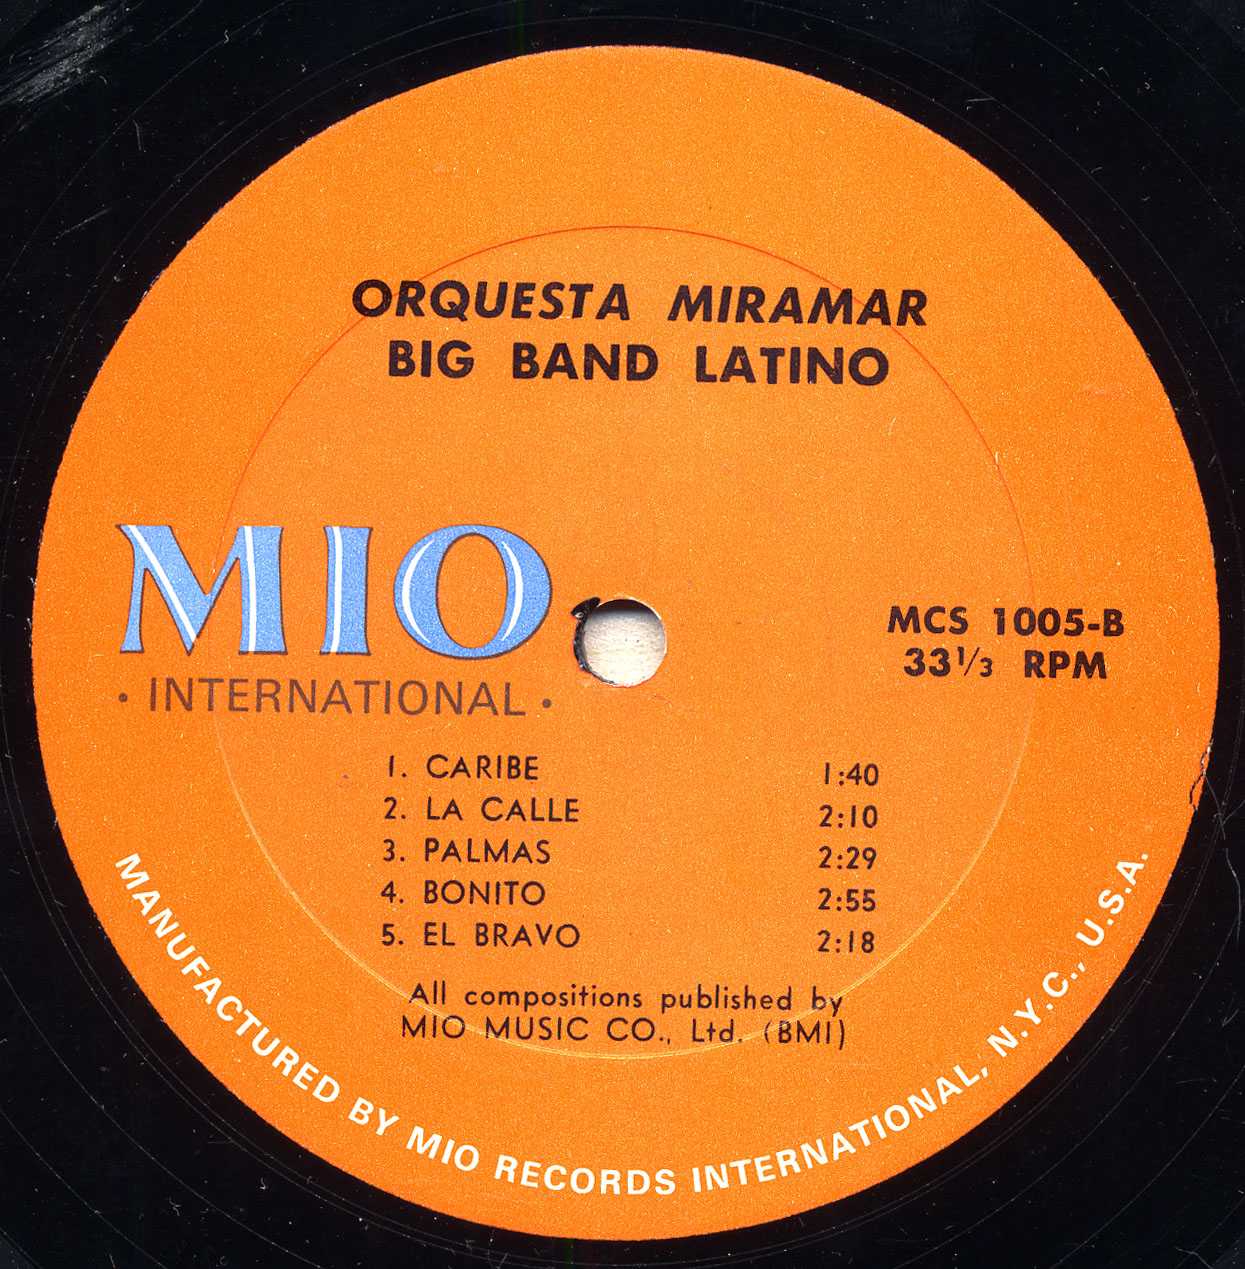 ORQUESTA MIRAMAR
BIG BAND LATINO
MIO
• INTERNATIONAL •
MCS 1005-B
33 1/3 RPM
1. CARIBE 1:40
2. LA CALLE 2:10
3. PALMAS 2:29
4. BONITO 2:55
5. EL BRAVO 2:18
All compositions published by
MIO MUSIC CO., Ltd. (BMI)
MANUFACTURED BY MIO RECORDS INTERNATIONAL, N.Y.C., U.S.A.